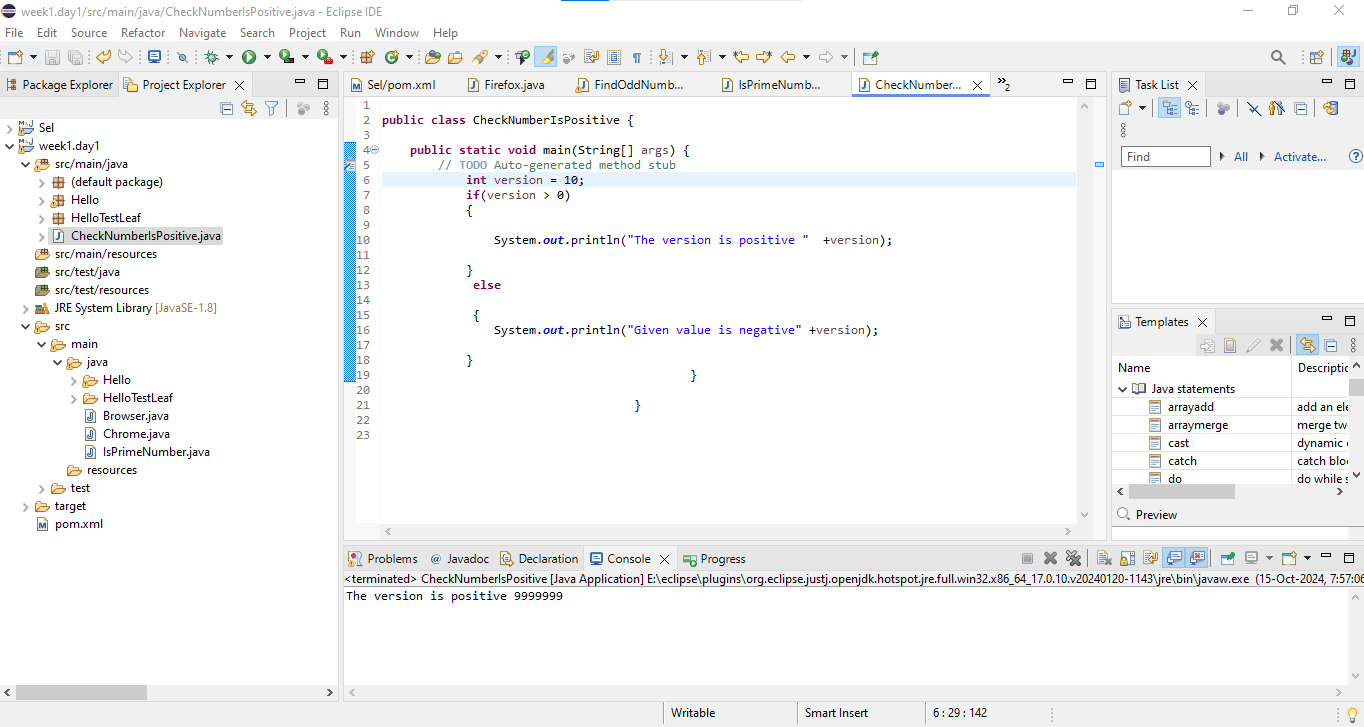 week1.day1/src/main/java/CheckNumberIsPositive.java - Eclipse IDE
File Edit Source Refactor Navigate Search Project Run Window Help
Package Explorer Project Explorer
Sel
week1.day1
src/main/java
(default package)
Hello
HelloTestLeaf
CheckNumberIsPositive.java
src/main/resources
src/test/java
src/test/resources
JRE System Library [JavaSE-1.8]
src
main
java
Hello
HelloTestLeaf
Browser.java
Chrome.java
IsPrimeNumber.java
resources
test
target
pom.xml
Sel/pom.xml Firefox.java FindOddNumb... IsPrimeNumb... CheckNumber... »2
1
2 public class CheckNumberIsPositive {
3
4 public static void main(String[] args) {
5 // TODO Auto-generated method stub
6 int version = 10;
7 if(version > 0)
8 {
9
10 System.out.println("The version is positive " +version);
11
12 }
13 else
14
15 {
16 System.out.println("Given value is negative" +version);
17
18 }
19 }
20
21 }
22
23
Task List
Find All Activate...
Templates
Name Descriptic
Java statements
arrayadd add an ele
arraymerge merge tw
cast dynamic
catch catch blo
do do while s
Preview
Problems Javadoc Declaration Console Progress
<terminated> CheckNumberIsPositive [Java Application] E:\eclipse\plugins\org.eclipse.justj.openjdk.hotspot.jre.full.win32.x86_64_17.0.10.v20240120-1143\jre\bin\javaw.exe (15-Oct-2024, 7:57:06
The version is positive 9999999
Writable Smart Insert 6 : 29 : 142